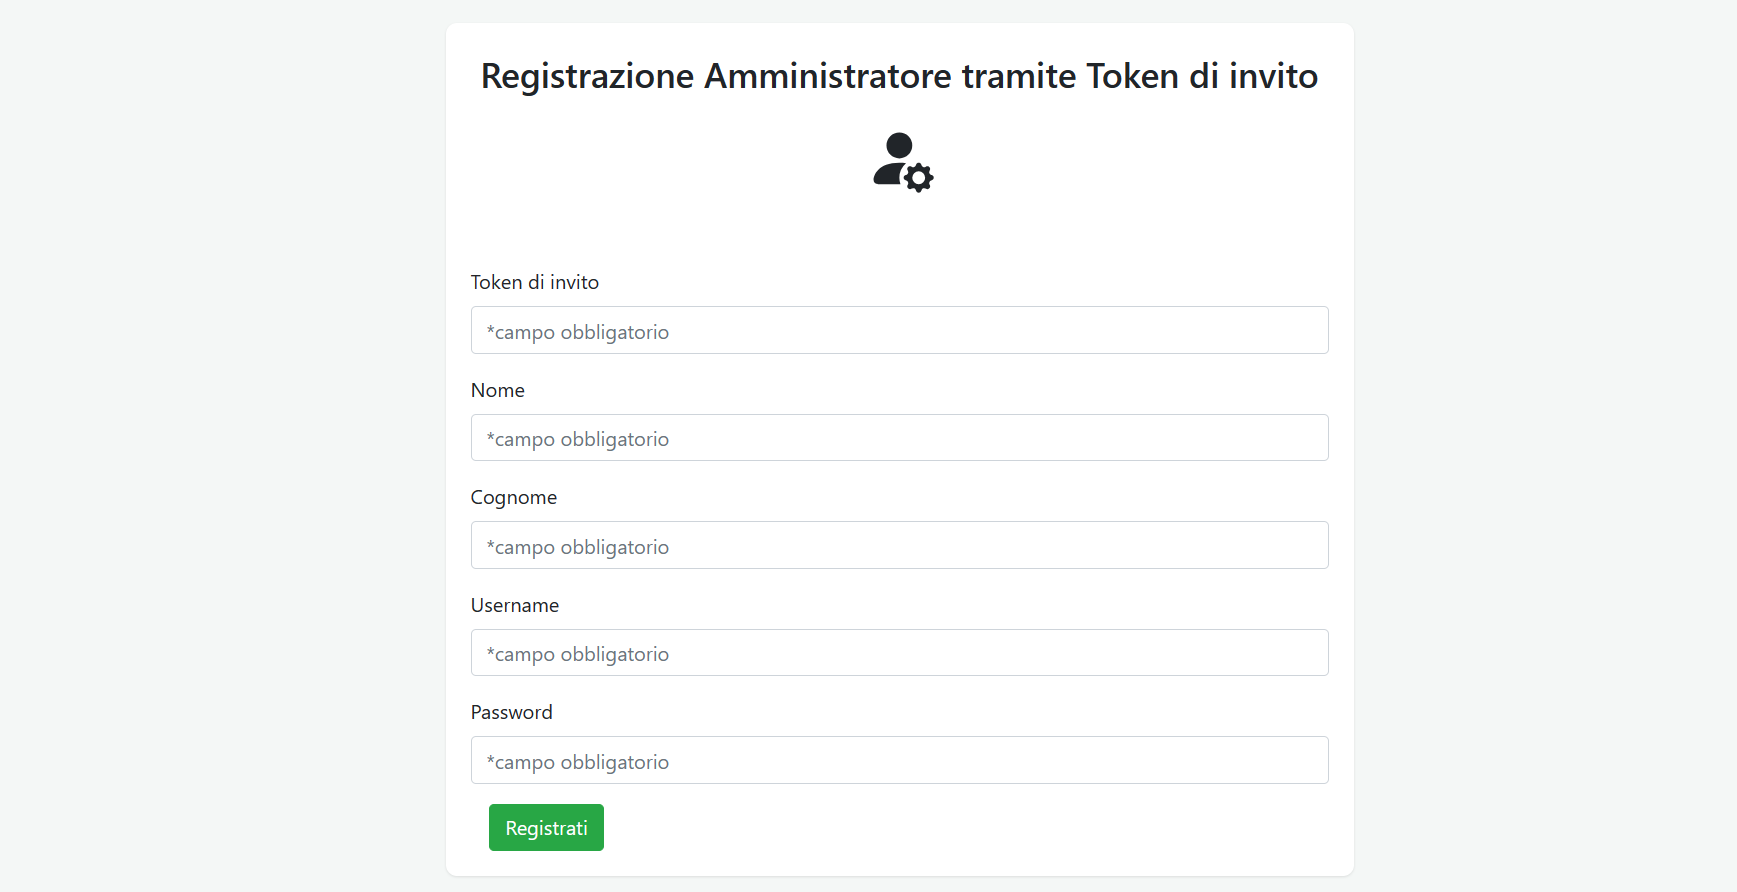 Registrazione Amministratore tramite Token di invito
Token di invito
*campo obbligatorio
Nome
*campo obbligatorio
Cognome
*campo obbligatorio
Username
*campo obbligatorio
Password
*campo obbligatorio
Registrati